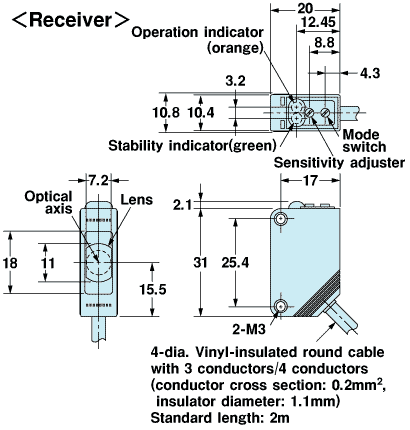 <Receiver>
Operation indicator
(orange)
20
12.45
8.8
4.3
3.2
10.8
10.4
Stability indicator(green)
Mode
switch
Sensitivity adjuster
7.2
Optical
axis
Lens
18
11
15.5
2.1
17
31
25.4
2-M3
4-dia. Vinyl-insulated round cable
with 3 conductors/4 conductors
(conductor cross section: 0.2mm²,
insulator diameter: 1.1mm)
Standard length: 2m